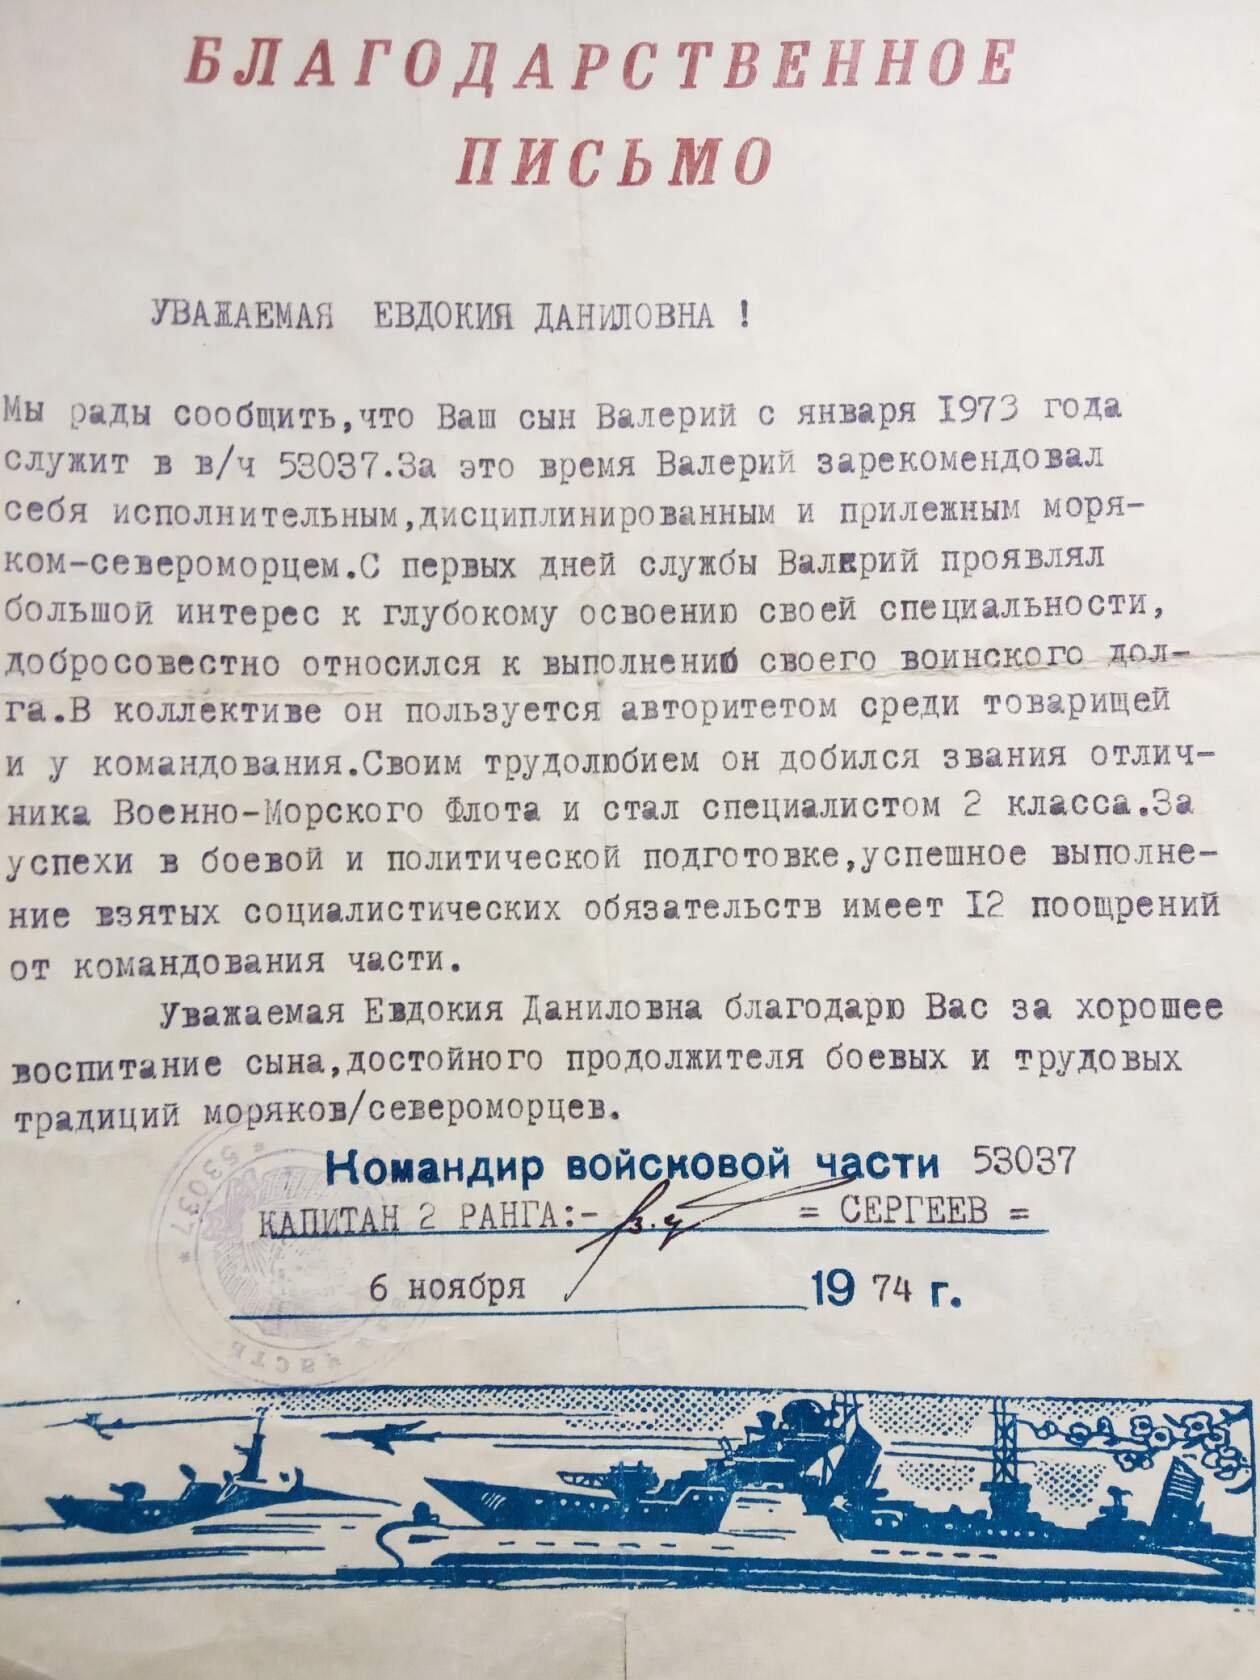 БЛАГОДАРСТВЕННОЕ
ПИСЬМО
УВАЖАЕМАЯ ЕВДОКИЯ ДАНИЛОВНА !
Мы рады сообщить,что Ваш сын Валерий с января 1973 года
служит в в/ч 53037.За это время Валерий зарекомендовал
себя исполнительным,дисциплинированным и прилежным моря-
ком-североморцем.С первых дней службы Валерий проявлял
большой интерес к глубокому освоению своей специальности,
добросовестно относился к выполнению своего воинского дол-
га.В коллективе он пользуется авторитетом среди товарищей
и у командования.Своим трудолюбием он добился звания отлич-
ника Военно-Морского Флота и стал специалистом 2 класса.За
успехи в боевой и политической подготовке,успешное выполне-
ние взятых социалистических обязательств имеет 12 поощрений
от командования части.
Уважаемая Евдокия Даниловна благодарю Вас за хорошее
воспитание сына,достойного продолжителя боевых и трудовых
традиций моряков/североморцев.
Командир войсковой части 53037
КАПИТАН 2 РАНГА:- = СЕРГЕЕВ =
6 ноября 1974 г.
* 53037 *
часть